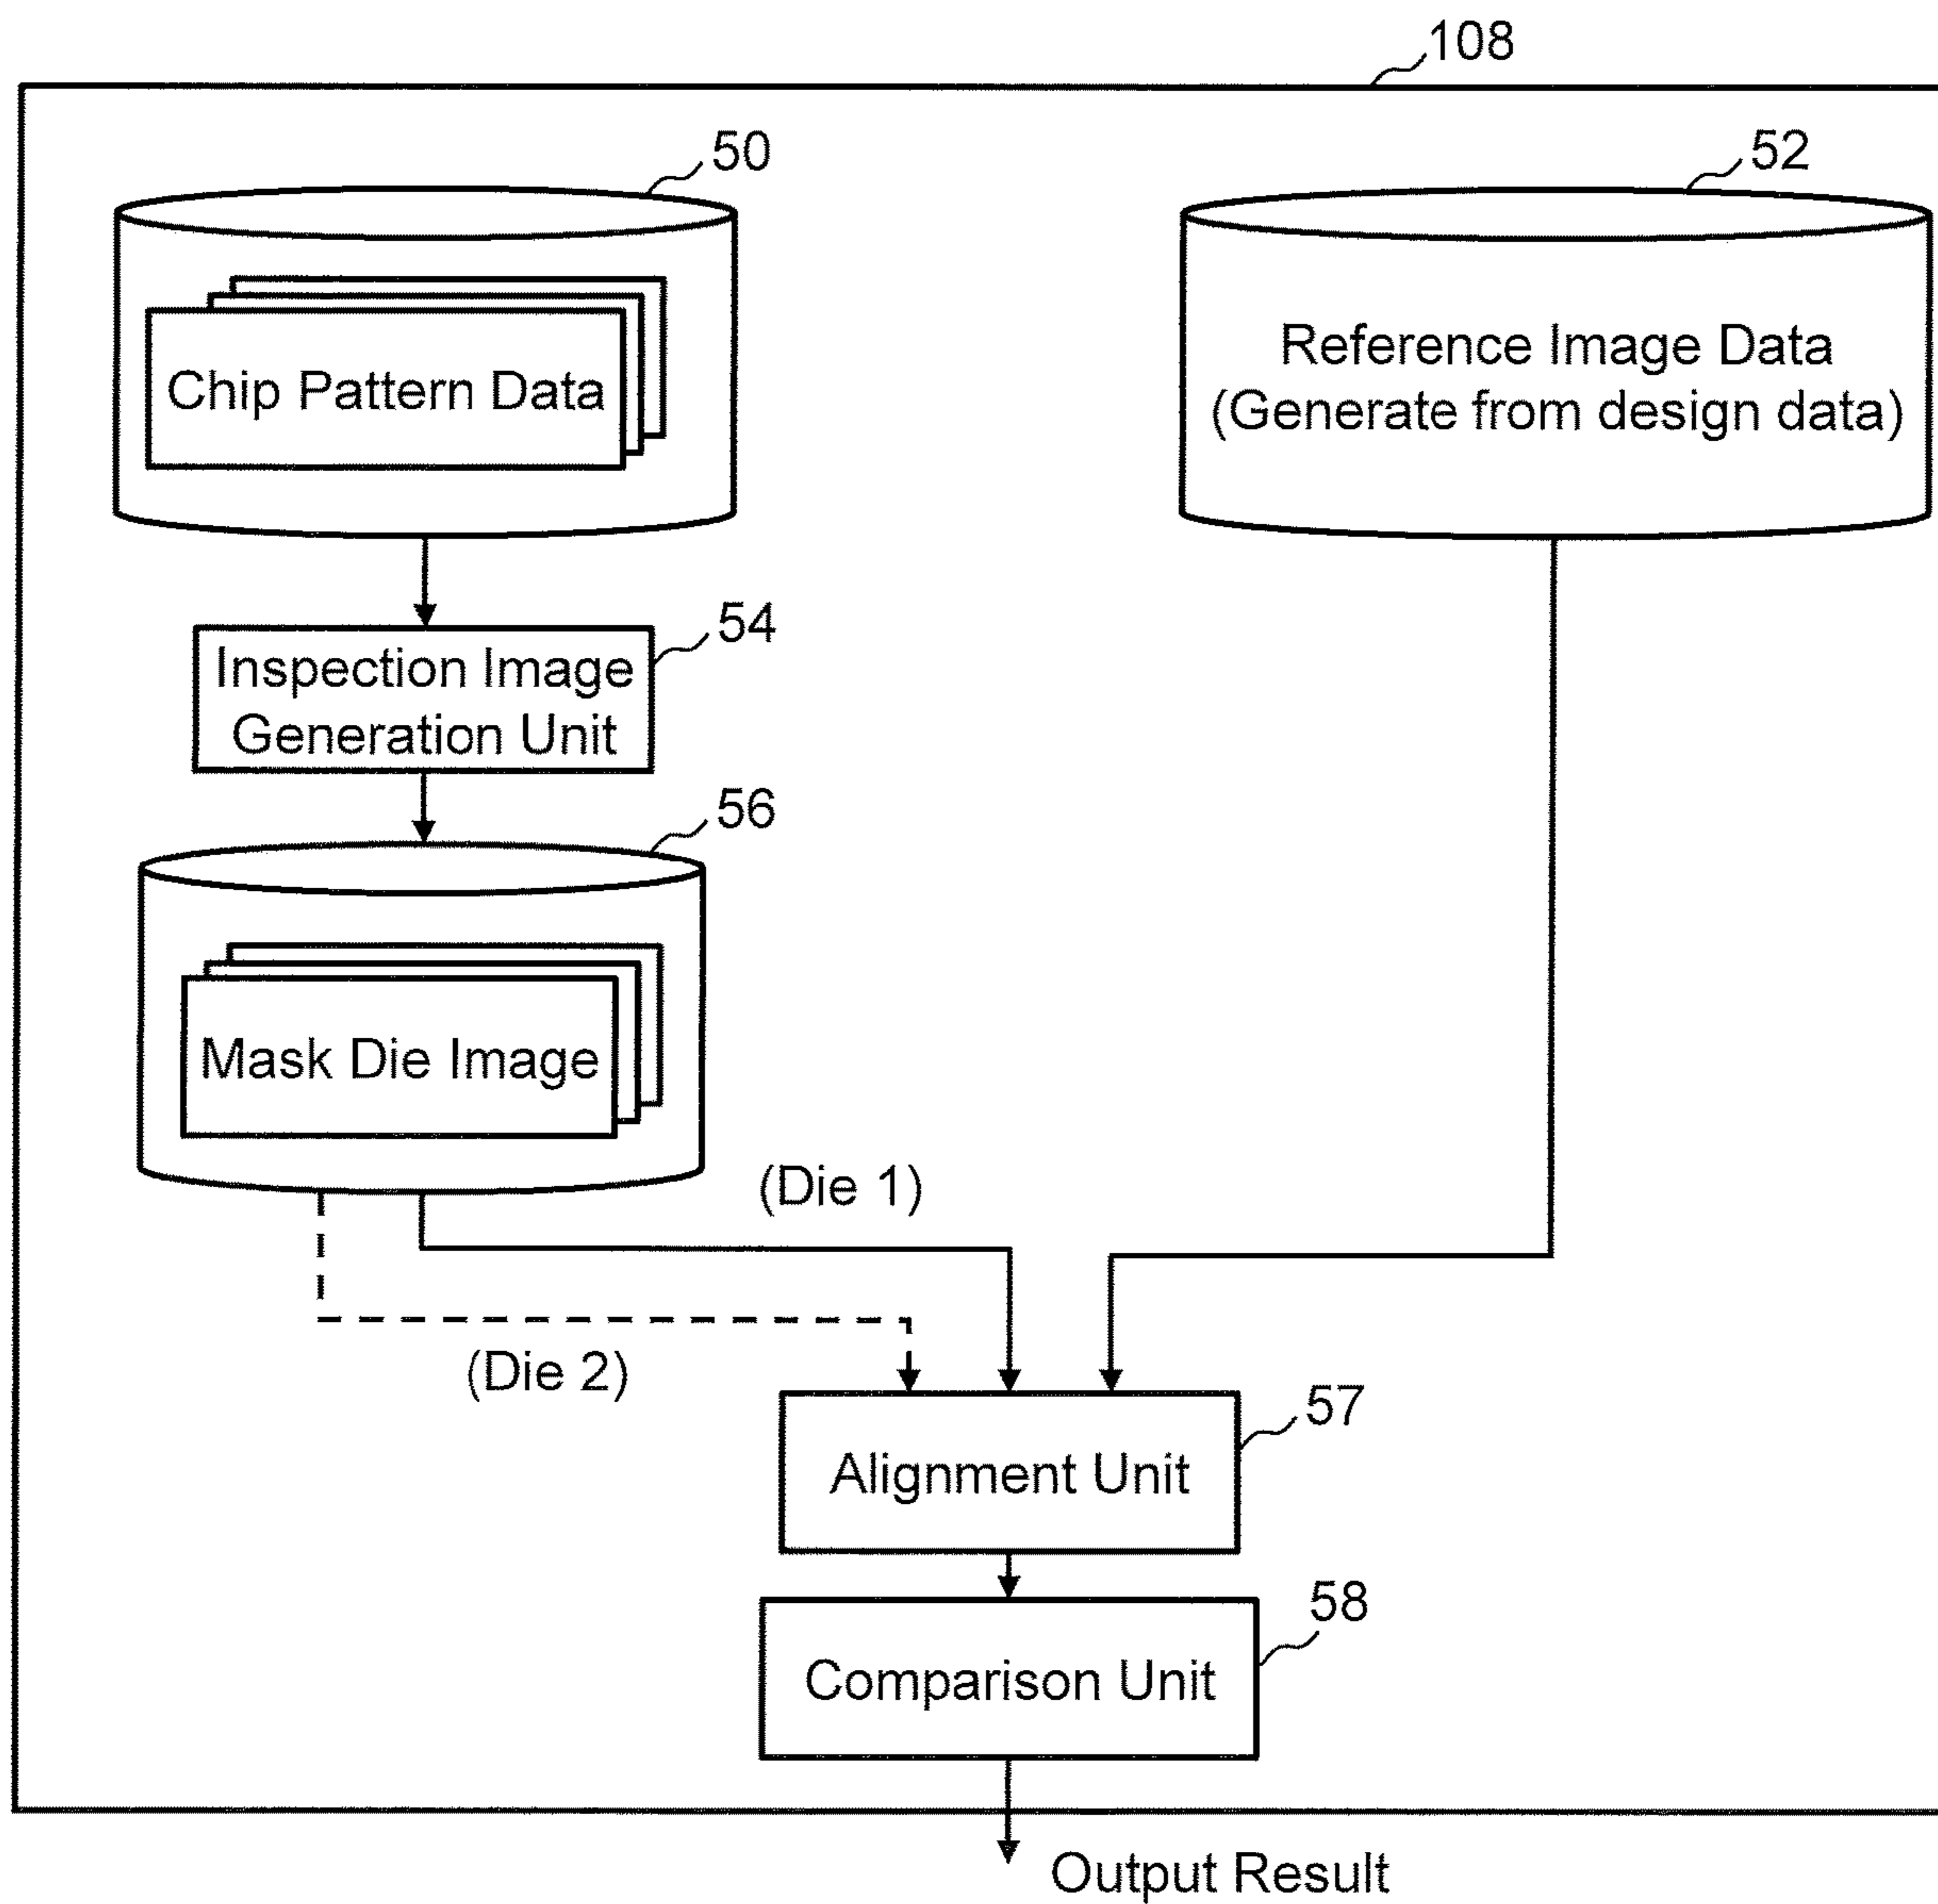 108
50
52
Chip Pattern Data
Reference Image Data
(Generate from design data)
54
Inspection Image
Generation Unit
56
Mask Die Image
(Die 1)
(Die 2)
57
Alignment Unit
58
Comparison Unit
Output Result